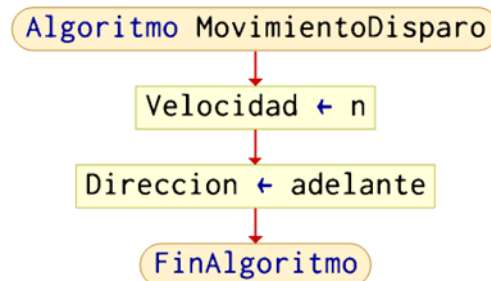 Algoritmo MovimientoDisparo
Velocidad ← n
Direccion ← adelante
FinAlgoritmo